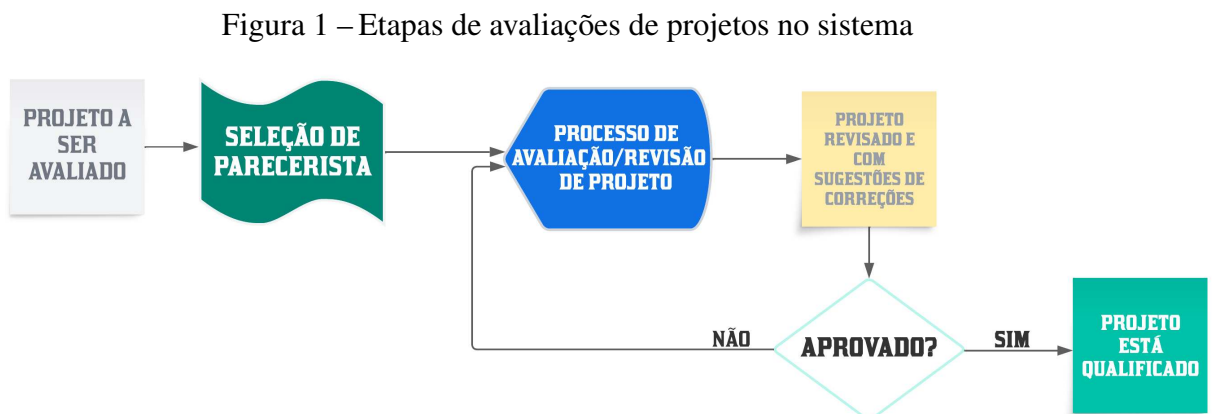 Figura 1 – Etapas de avaliações de projetos no sistema
PROJETO A
SER
AVALIADO
SELEÇÃO DE
PARECERISTA
PROCESSO DE
AVALIAÇÃO/REVISÃO
DE PROJETO
PROJETO
REVISADO E
COM
SUGESTÕES DE
CORREÇÕES
NÃO
APROVADO?
SIM
PROJETO
ESTÁ
QUALIFICADO